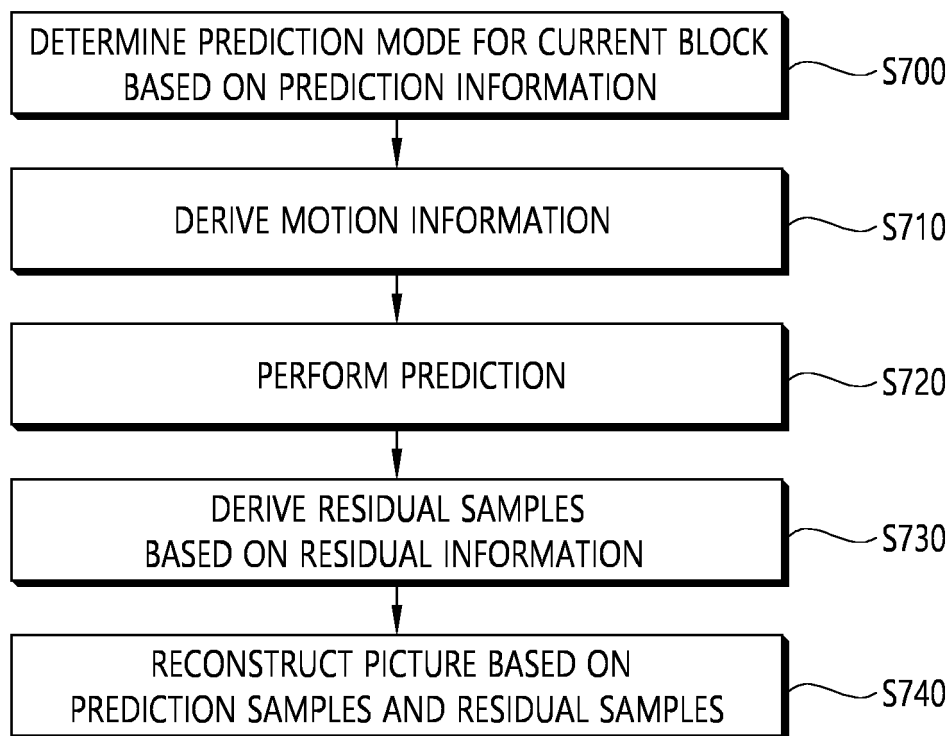 DETERMINE PREDICTION MODE FOR CURRENT BLOCK
BASED ON PREDICTION INFORMATION
S700
DERIVE MOTION INFORMATION
S710
PERFORM PREDICTION
S720
DERIVE RESIDUAL SAMPLES
BASED ON RESIDUAL INFORMATION
S730
RECONSTRUCT PICTURE BASED ON
PREDICTION SAMPLES AND RESIDUAL SAMPLES
S740